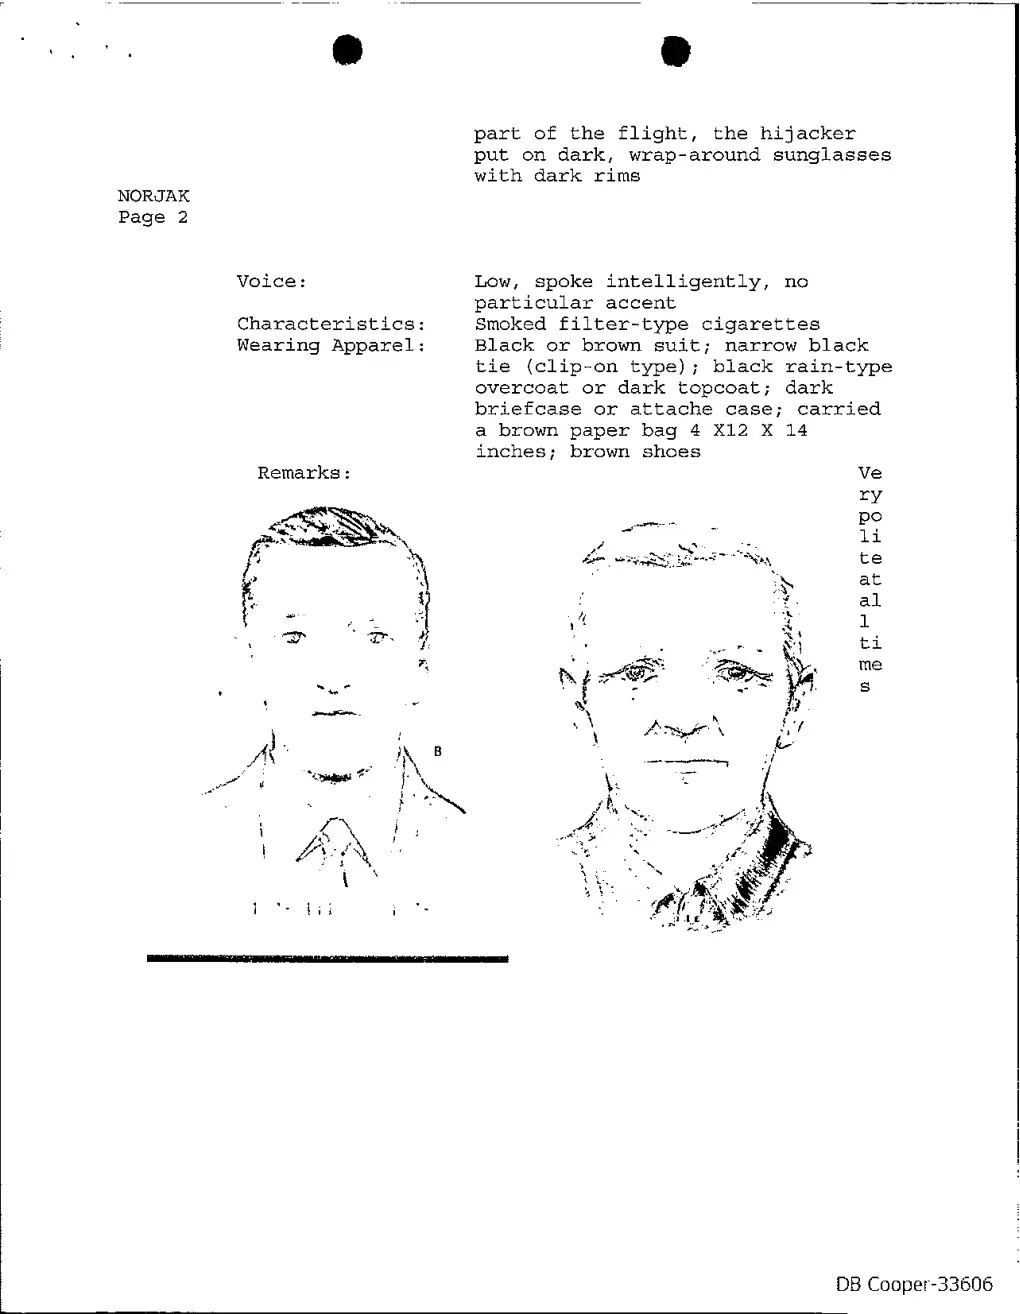 part of the flight, the hijacker
put on dark, wrap-around sunglasses
with dark rims
NORJAK
Page 2
Voice: Low, spoke intelligently, no
particular accent
Characteristics: Smoked filter-type cigarettes
Wearing Apparel: Black or brown suit; narrow black
tie (clip-on type); black rain-type
overcoat or dark topcoat; dark
briefcase or attache case; carried
a brown paper bag 4 X12 X 14
inches; brown shoes
Remarks: Ve
ry
po
li
te
at
al
l
ti
me
s
B
DB Cooper-33606